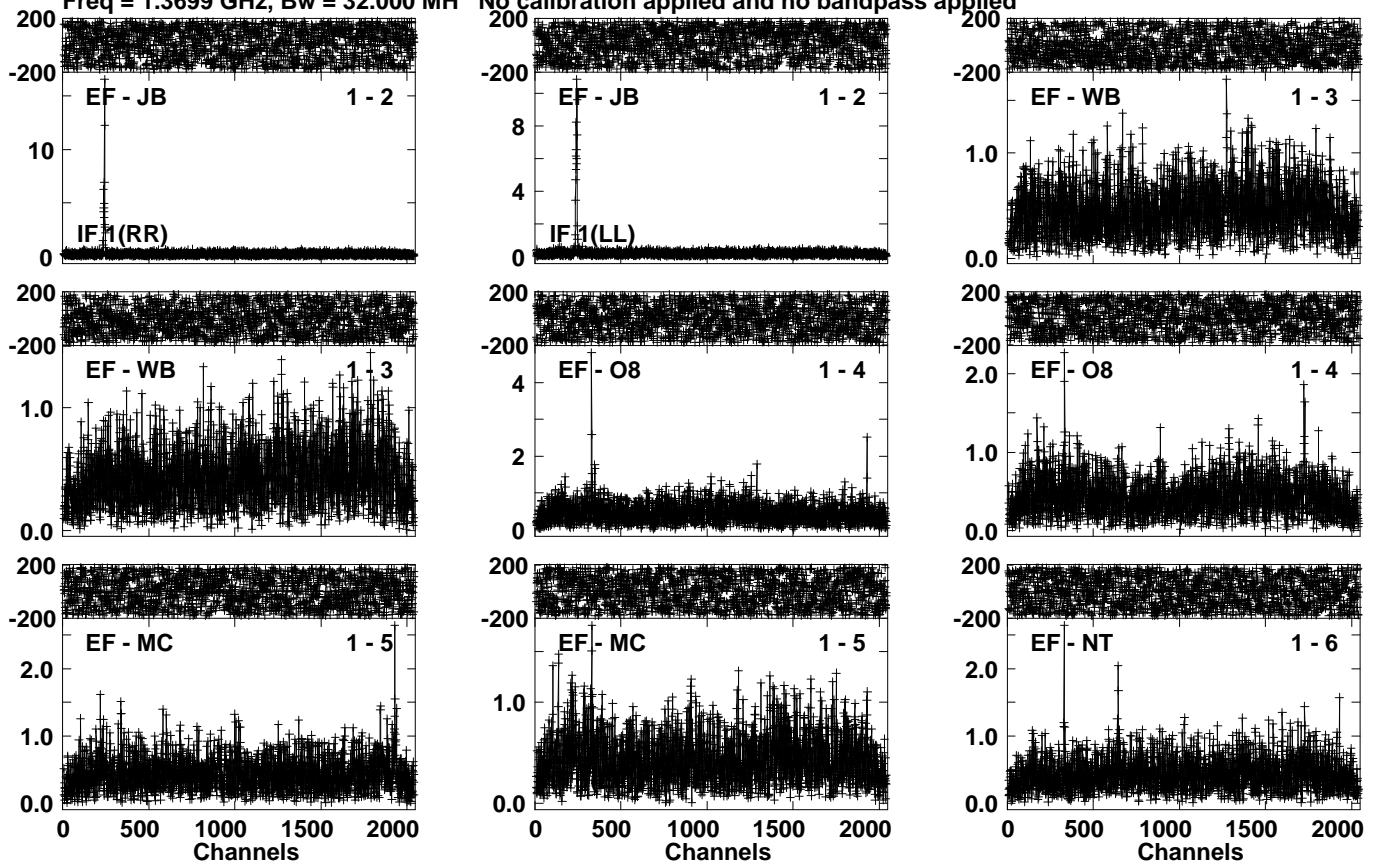 Freq = 1.3699 GHz, Bw = 32.000 MH No calibration applied and no bandpass applied
200 200 200
-200 -200 -200
EF - JB 1 - 2 EF - JB 1 - 2 EF - WB 1 - 3
10 8 1.0
4
IF 1(RR) IF 1(LL)
0 0 0.0
200 200 200
-200 -200 -200
EF - WB 1 - 3 EF - O8 1 - 4 EF - O8 1 - 4
1.0 4 2.0
2 1.0
0.0 0 0.0
200 200 200
-200 -200 -200
EF - MC 1 - 5 EF - MC 1 - 5 EF - NT 1 - 6
2.0 1.0 2.0
1.0 1.0
0.0 0.0 0.0
0 500 1000 1500 2000 0 500 1000 1500 2000 0 500 1000 1500 2000
Channels Channels Channels